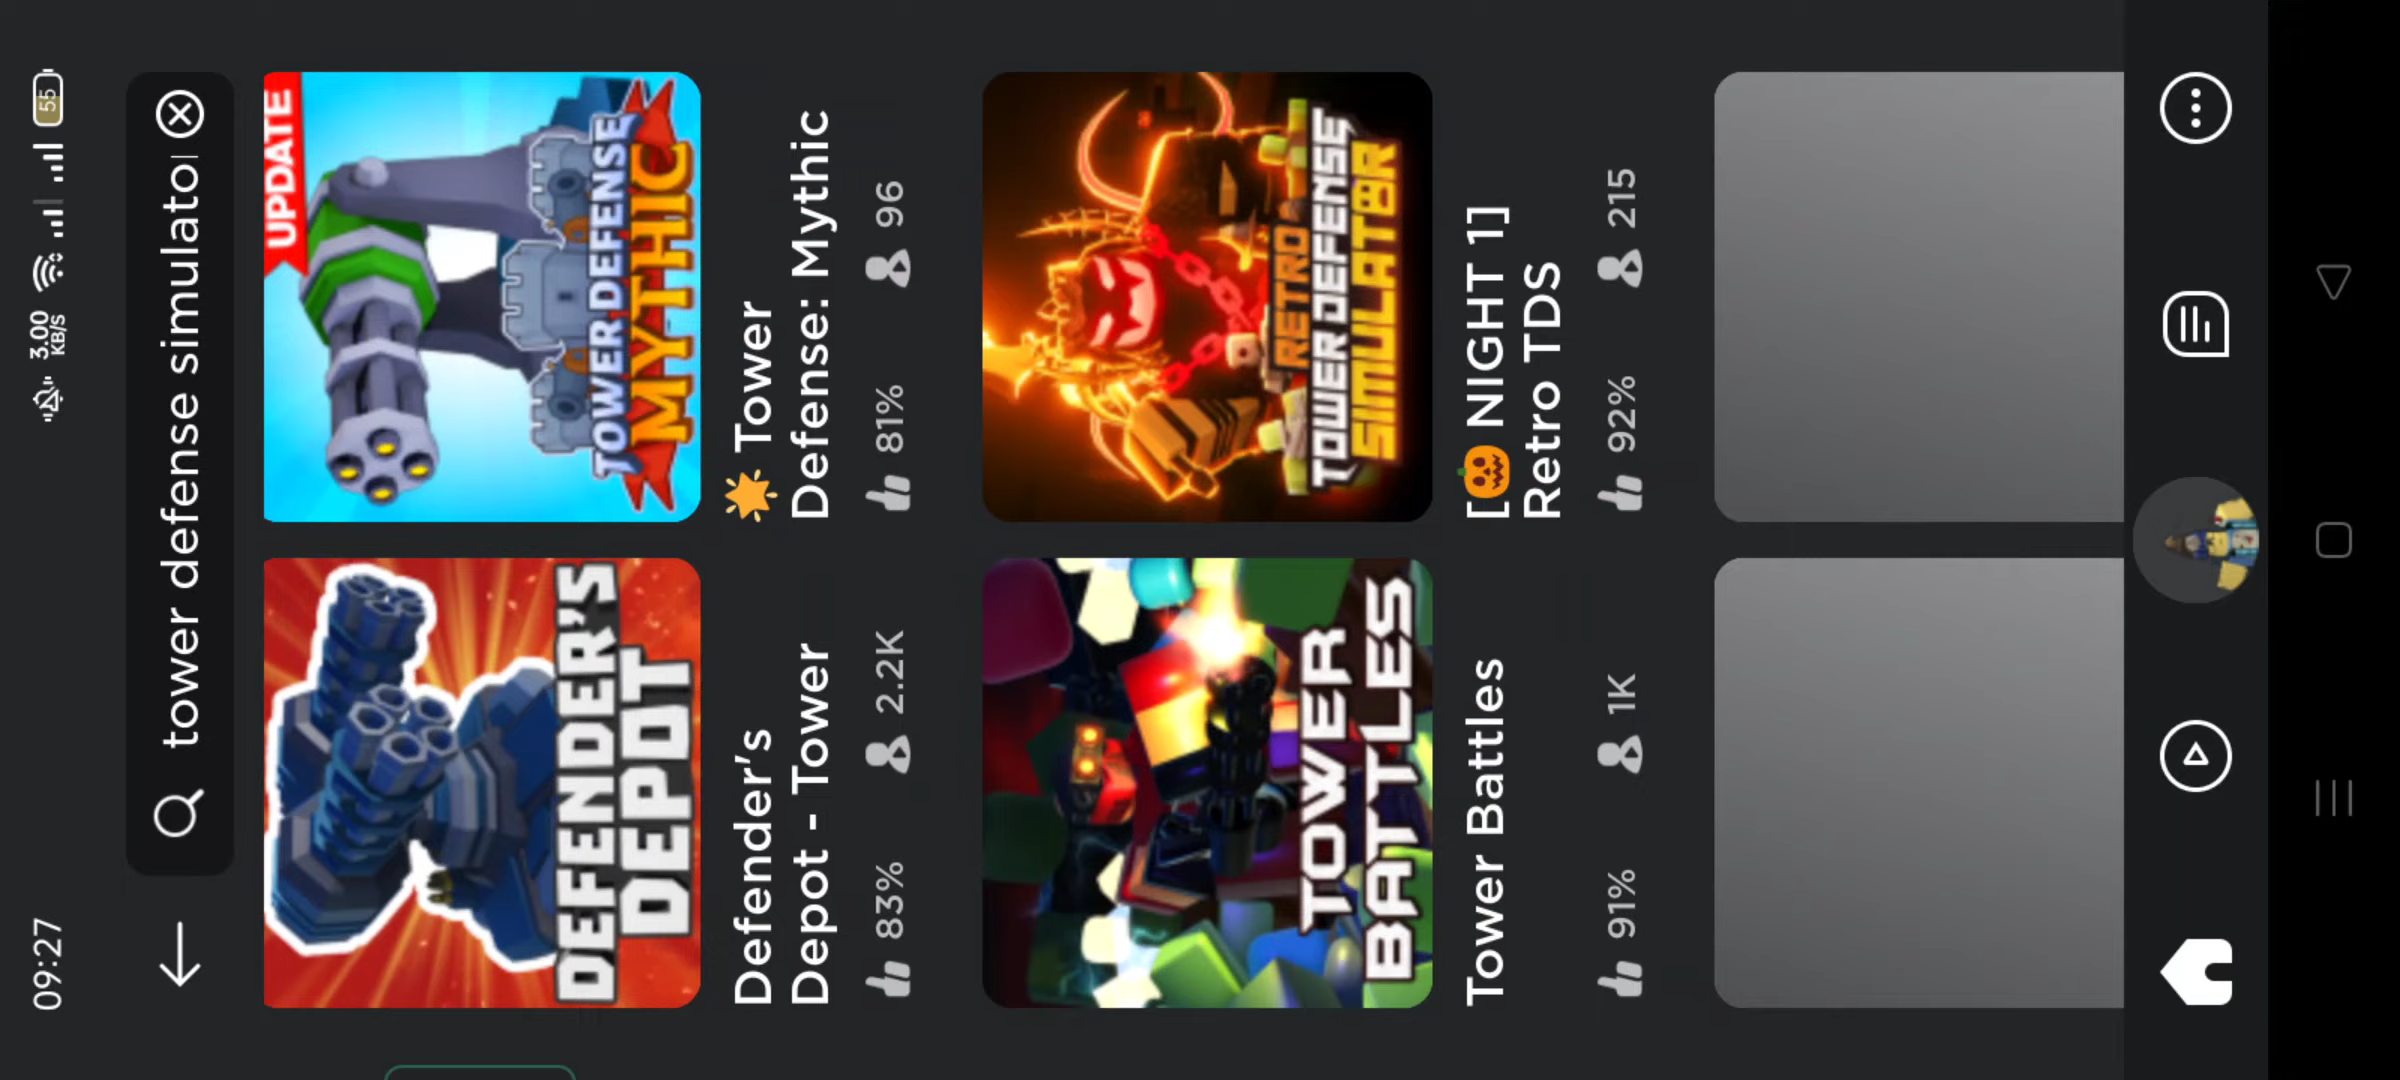 09:27
3.00
KB/s
55
tower defense simulator
DEFENDER'S
DEPOT
UPDATE
TOWER DEFENSE
MYTHIC
Defender's
Depot - Tower
83% 2.2K
🌟 Tower
Defense: Mythic
81% 96
TOWER
BATTLES
RETRO
TOWER DEFENSE
SIMULAT8R
Tower Battles
91% 1K
[🎃 NIGHT 1]
Retro TDS
92% 215